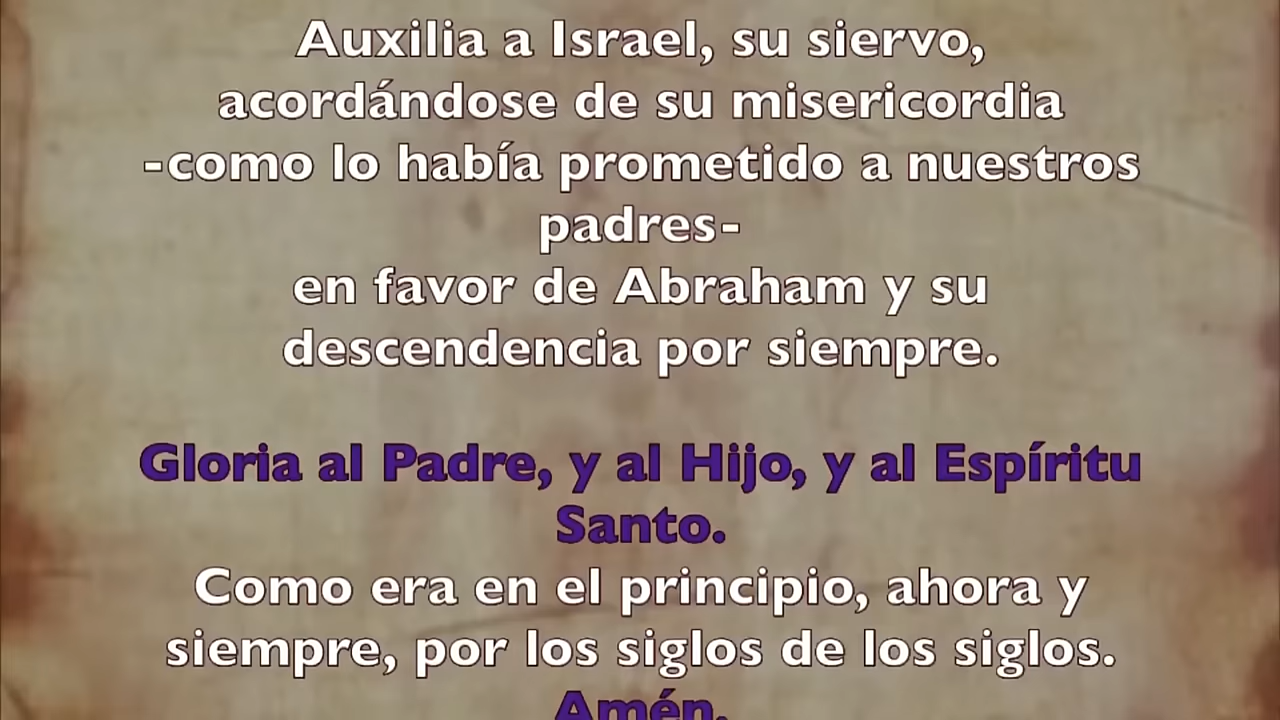 Auxilia a Israel, su siervo,
acordándose de su misericordia
-como lo había prometido a nuestros
padres-
en favor de Abraham y su
descendencia por siempre.
Gloria al Padre, y al Hijo, y al Espíritu
Santo.
Como era en el principio, ahora y
siempre, por los siglos de los siglos.
Amén.